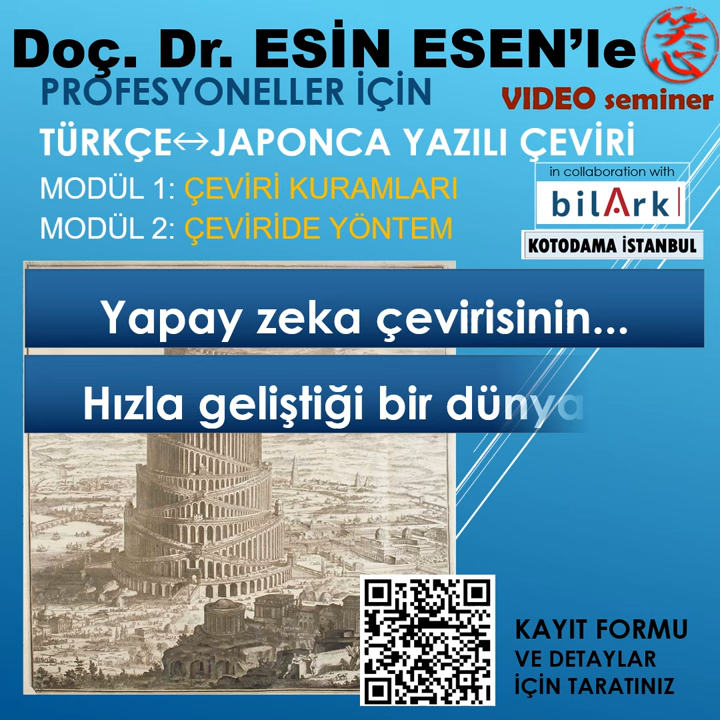 Doç. Dr. ESİN ESEN’le
PROFESYONELLER İÇİN
VIDEO seminer
TÜRKÇE↔JAPONCA YAZILI ÇEVİRİ
MODÜL 1: ÇEVİRİ KURAMLARI
MODÜL 2: ÇEVİRİDE YÖNTEM
in collaboration with
bilArk
KOTODAMA İSTANBUL
Yapay zeka çevirisinin...
Hızla geliştiği bir dünya
KAYIT FORMU
VE DETAYLAR
İÇİN TARATINIZ